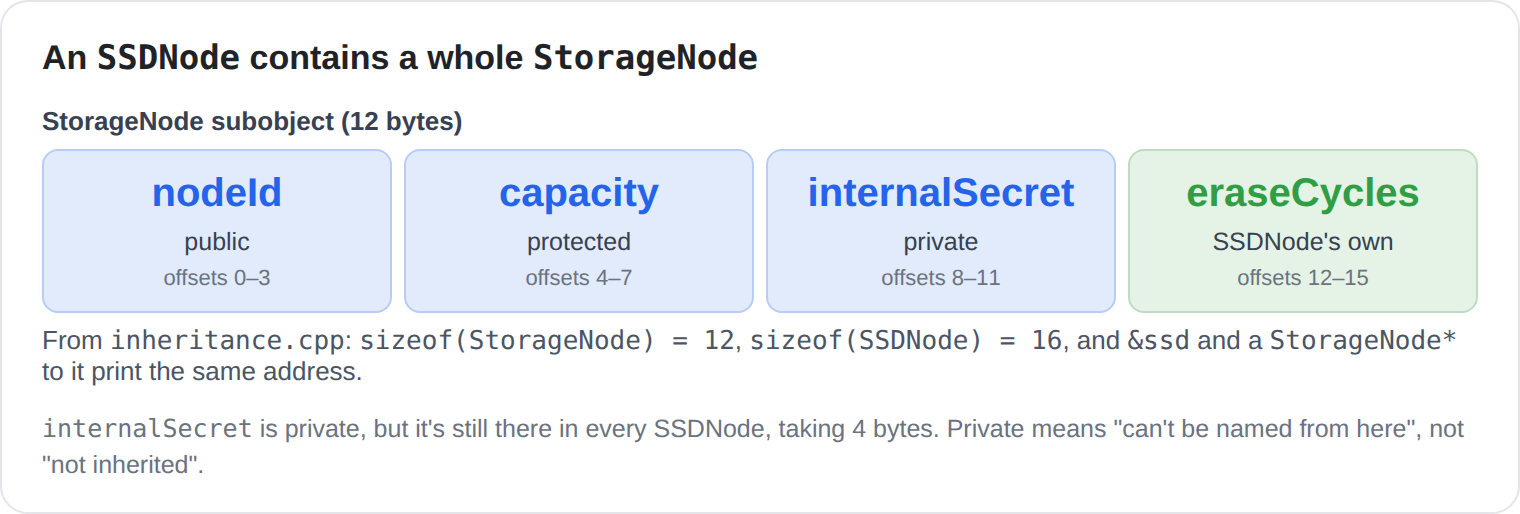 An SSDNode contains a whole StorageNode
StorageNode subobject (12 bytes)
nodeId
public
offsets 0–3
capacity
protected
offsets 4–7
internalSecret
private
offsets 8–11
eraseCycles
SSDNode's own
offsets 12–15
From inheritance.cpp: sizeof(StorageNode) = 12, sizeof(SSDNode) = 16, and &ssd and a StorageNode*
to it print the same address.
internalSecret is private, but it's still there in every SSDNode, taking 4 bytes. Private means "can't be named from here", not
"not inherited".